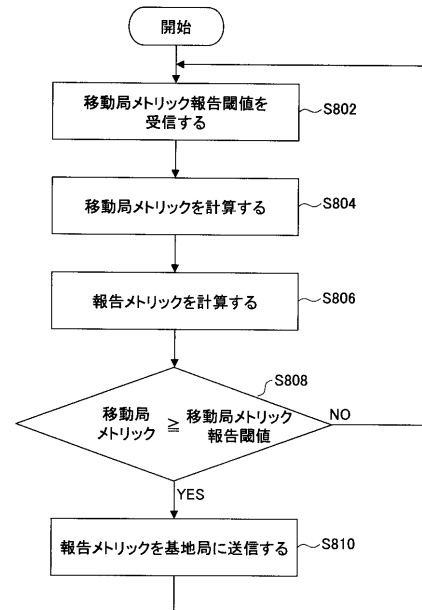 開始
移動局メトリック報告閾値を
受信する
S802
移動局メトリックを計算する
S804
報告メトリックを計算する
S806
S808
移動局
メトリック
≧
移動局メトリック
報告閾値
NO
YES
報告メトリックを基地局に送信する
S810